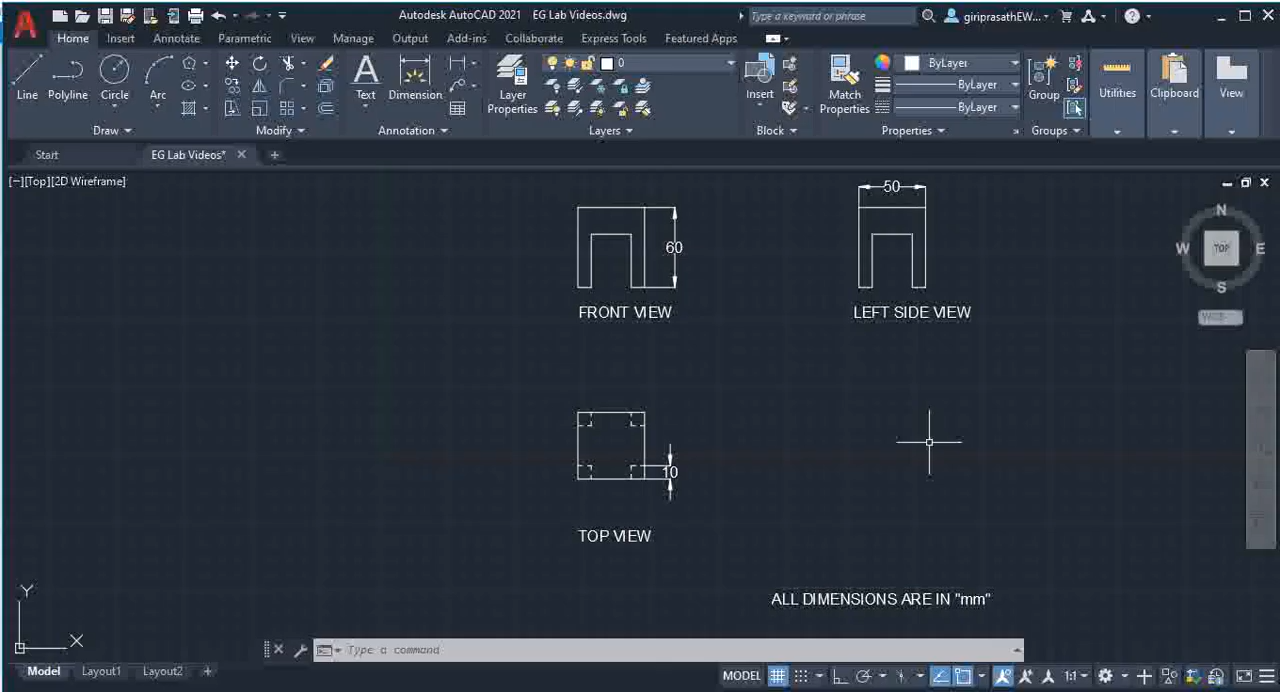 Autodesk AutoCAD 2021 EG Lab Videos.dwg
Type a keyword or phrase
giriprasathEW...
Home Insert Annotate Parametric View Manage Output Add-ins Collaborate Express Tools Featured Apps
0
ByLayer
ByLayer
ByLayer
Line Polyline Circle Arc
Text Dimension
Layer Properties
Insert
Match Properties
Group
Utilities
Clipboard
View
Draw Modify Annotation Layers Block Properties Groups
Start EG Lab Videos*
[−][Top][2D Wireframe]
50
60
FRONT VIEW
LEFT SIDE VIEW
N
W TOP E
S
10
TOP VIEW
ALL DIMENSIONS ARE IN "mm"
Y
X
Type a command
Model Layout1 Layout2 +
MODEL 1:1